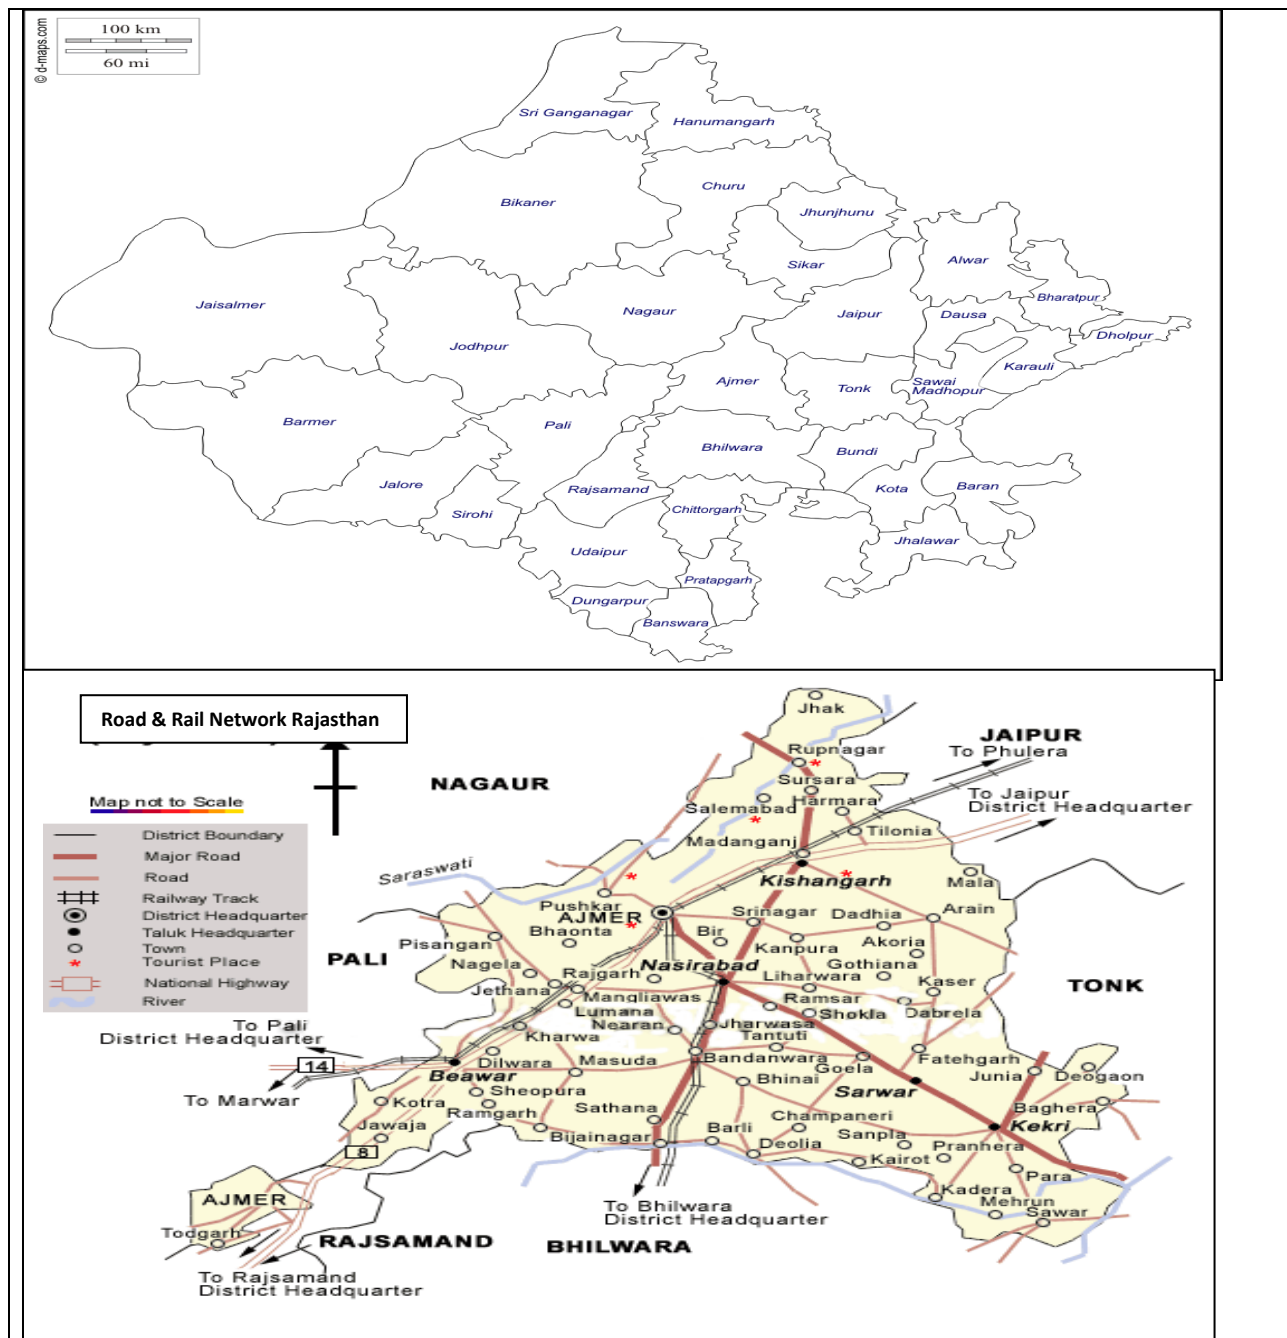 © d-maps.com
100 km
60 mi
Sri Ganganagar
Hanumangarh
Churu
Bikaner
Jhunjhunu
Sikar
Alwar
Jaisalmer
Nagaur
Jaipur
Dausa
Bharatpur
Dholpur
Jodhpur
Karauli
Ajmer
Tonk
Sawai
Madhopur
Barmer
Pali
Bhilwara
Bundi
Jalore
Rajsamand
Kota
Baran
Sirohi
Chittorgarh
Jhalawar
Udaipur
Pratapgarh
Dungarpur
Banswara
Road & Rail Network Rajasthan
Map not to Scale
District Boundary
Major Road
Road
Railway Track
District Headquarter
Taluk Headquarter
Town
Tourist Place
National Highway
River
Jhak
JAIPUR
To Phulera
Rupnagar
NAGAUR
Sursara
To Jaipur
District Headquarter
Salemabad
Harmara
Tilonia
Madanganj
Saraswati
Kishangarh
Mala
Pushkar
AJMER
Srinagar
Dadhia
Arain
Bhaonta
Bir
Pisangan
Kanpura
Akoria
PALI
Nagela
Rajgarh
Nasirabad
Liharwara
Gothiana
Kaser
TONK
Jethana
Mangliawas
Ramsar
Lumana
Shokla
Dabrela
Nearan
Jharwasa
To Pali
District Headquarter
Kharwa
Tantuti
14
Dilwara
Masuda
Bandanwara
Goela
Fatehgarh
Beawar
Bhinai
Junia
Deogaon
To Marwar
Sheopura
Sarwar
Kotra
Ramgarh
Sathana
Champaneri
Baghera
Kekri
Jawaja
Bijainagar
Barli
Sanpla
Pranhera
8
Deolia
Kairot
Para
AJMER
Kadera
Mehrun
Sawar
Todgarh
To Bhilwara
District Headquarter
RAJSAMAND
BHILWARA
To Rajsamand
District Headquarter